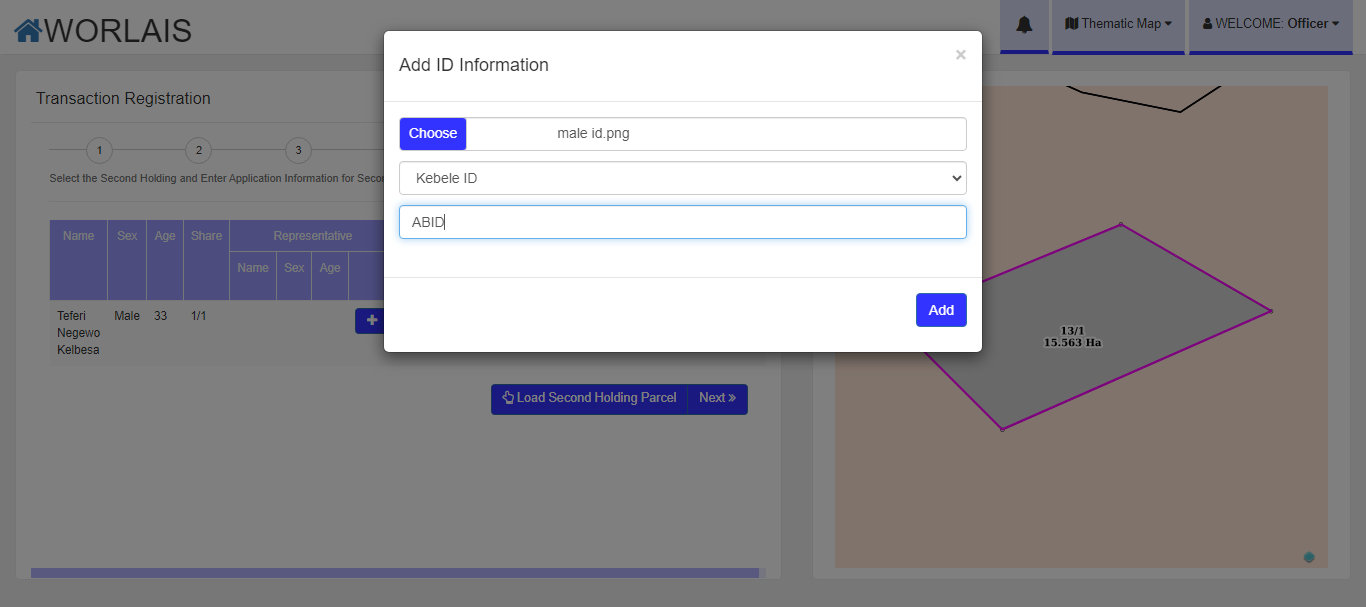 WORLAIS
Thematic Map
WELCOME: Officer
Add ID Information
×
Choose male id.png
Kebele ID
ABID
Add
Transaction Registration
1 2 3
Select the Second Holding and Enter Application Information for Secon
Name Sex Age Share Representative
Name Sex Age
Teferi Negewo Kelbesa Male 33 1/1
Load Second Holding Parcel Next »
13/1
15.563 Ha